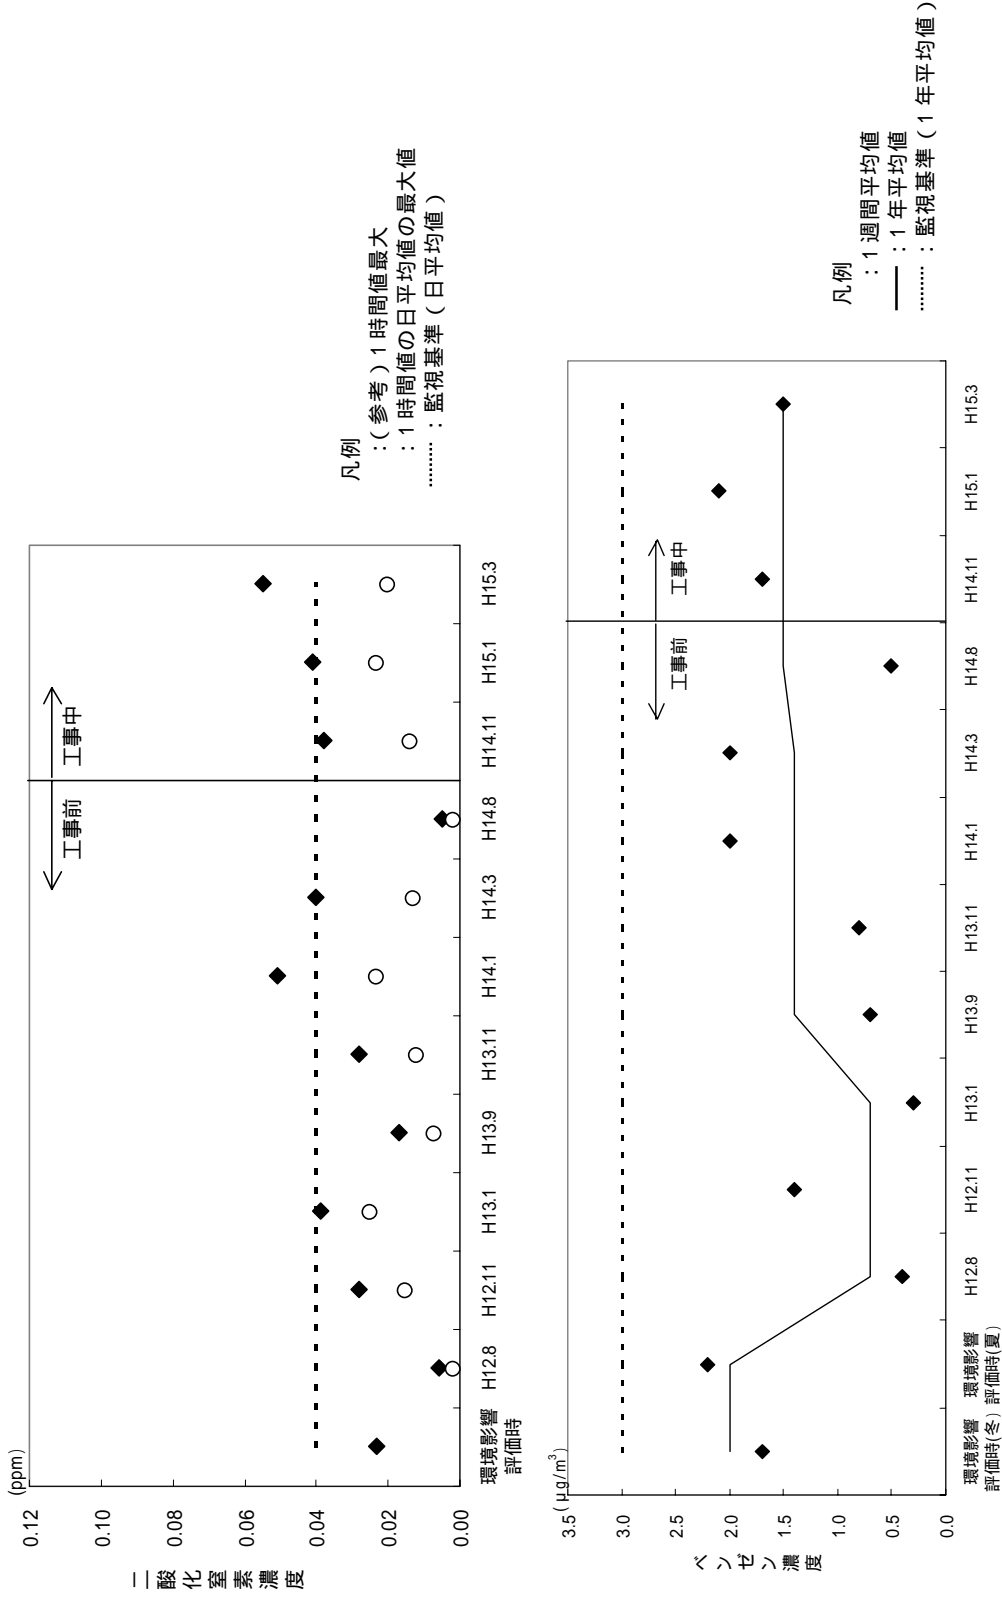 (ppm)
0.12
0.10
0.08
0.06
0.04
0.02
0.00
二酸化窒素濃度
工事前
工事中
環境影響
評価時
H12.8
H12.11
H13.1
H13.9
H13.11
H14.1
H14.3
H14.8
H14.11
H15.1
H15.3
凡例
：(参考)1時間値最大
：1時間値の日平均値の最大値
：監視基準(日平均値)
(μg/m³)
3.5
3.0
2.5
2.0
1.5
1.0
0.5
0.0
ベンゼン濃度
工事前
工事中
環境影響
評価時(冬)
環境影響
評価時(夏)
H12.8
H12.11
H13.1
H13.9
H13.11
H14.1
H14.3
H14.8
H14.11
H15.1
H15.3
凡例
：1週間平均値
：1年平均値
：監視基準(1年平均値)